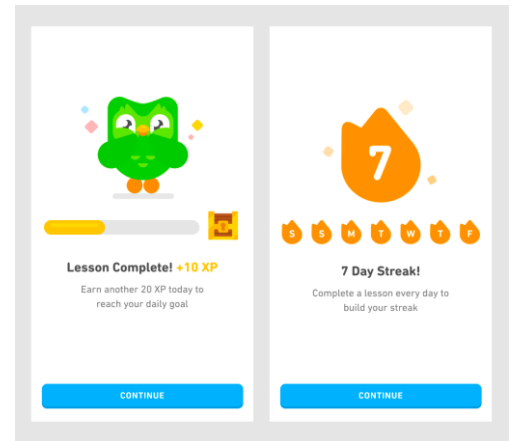 Lesson Complete! +10 XP
Earn another 20 XP today to
reach your daily goal
CONTINUE
7
S S M T W T F
7 Day Streak!
Complete a lesson every day to
build your streak
CONTINUE